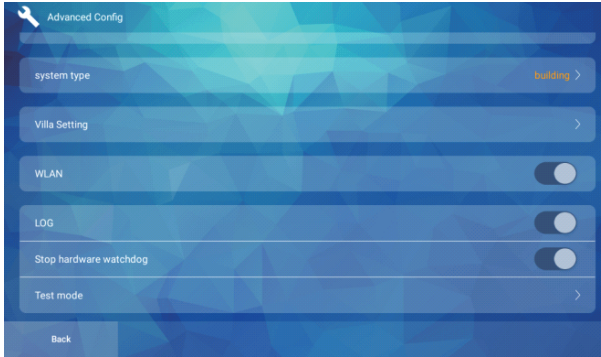 Advanced Config
system type building
Villa Setting
WLAN
LOG
Stop hardware watchdog
Test mode
Back